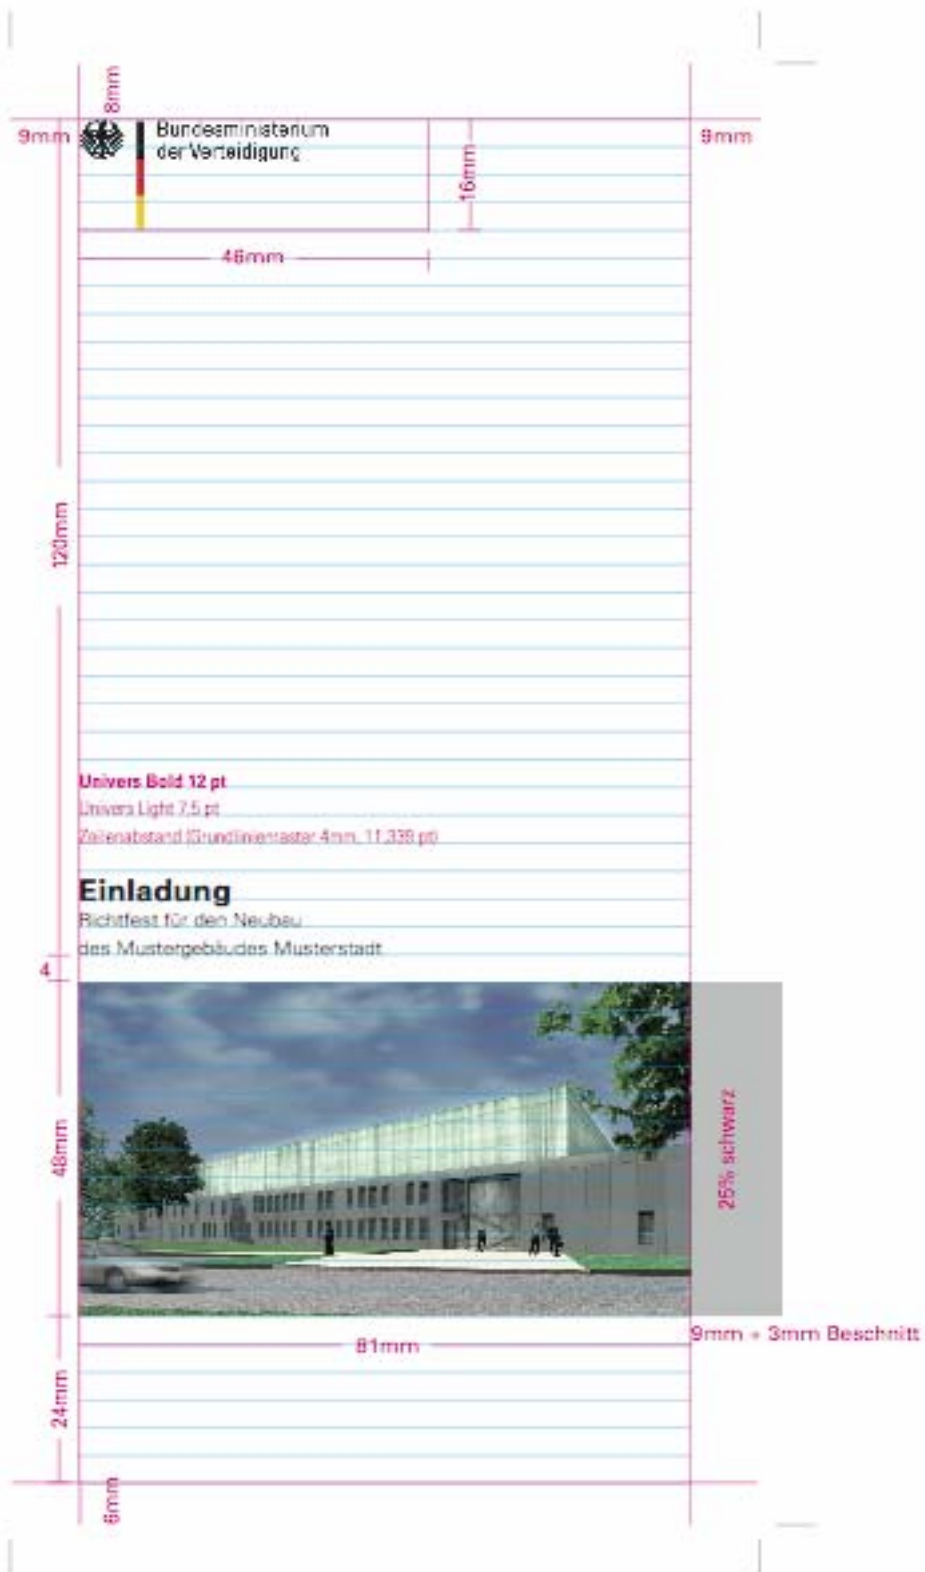 8mm
9mm
Bundesministerium
der Verteidigung
9mm
16mm
46mm
120mm
Univers Bold 12 pt
Univers Light 7,5 pt
Zeilenabstand (Grundlinienraster 4mm, 11,339 pt)
Einladung
Richtfest für den Neubau
des Mustergebäudes Musterstadt
4
48mm
25% schwarz
9mm + 3mm Beschnitt
81mm
24mm
6mm